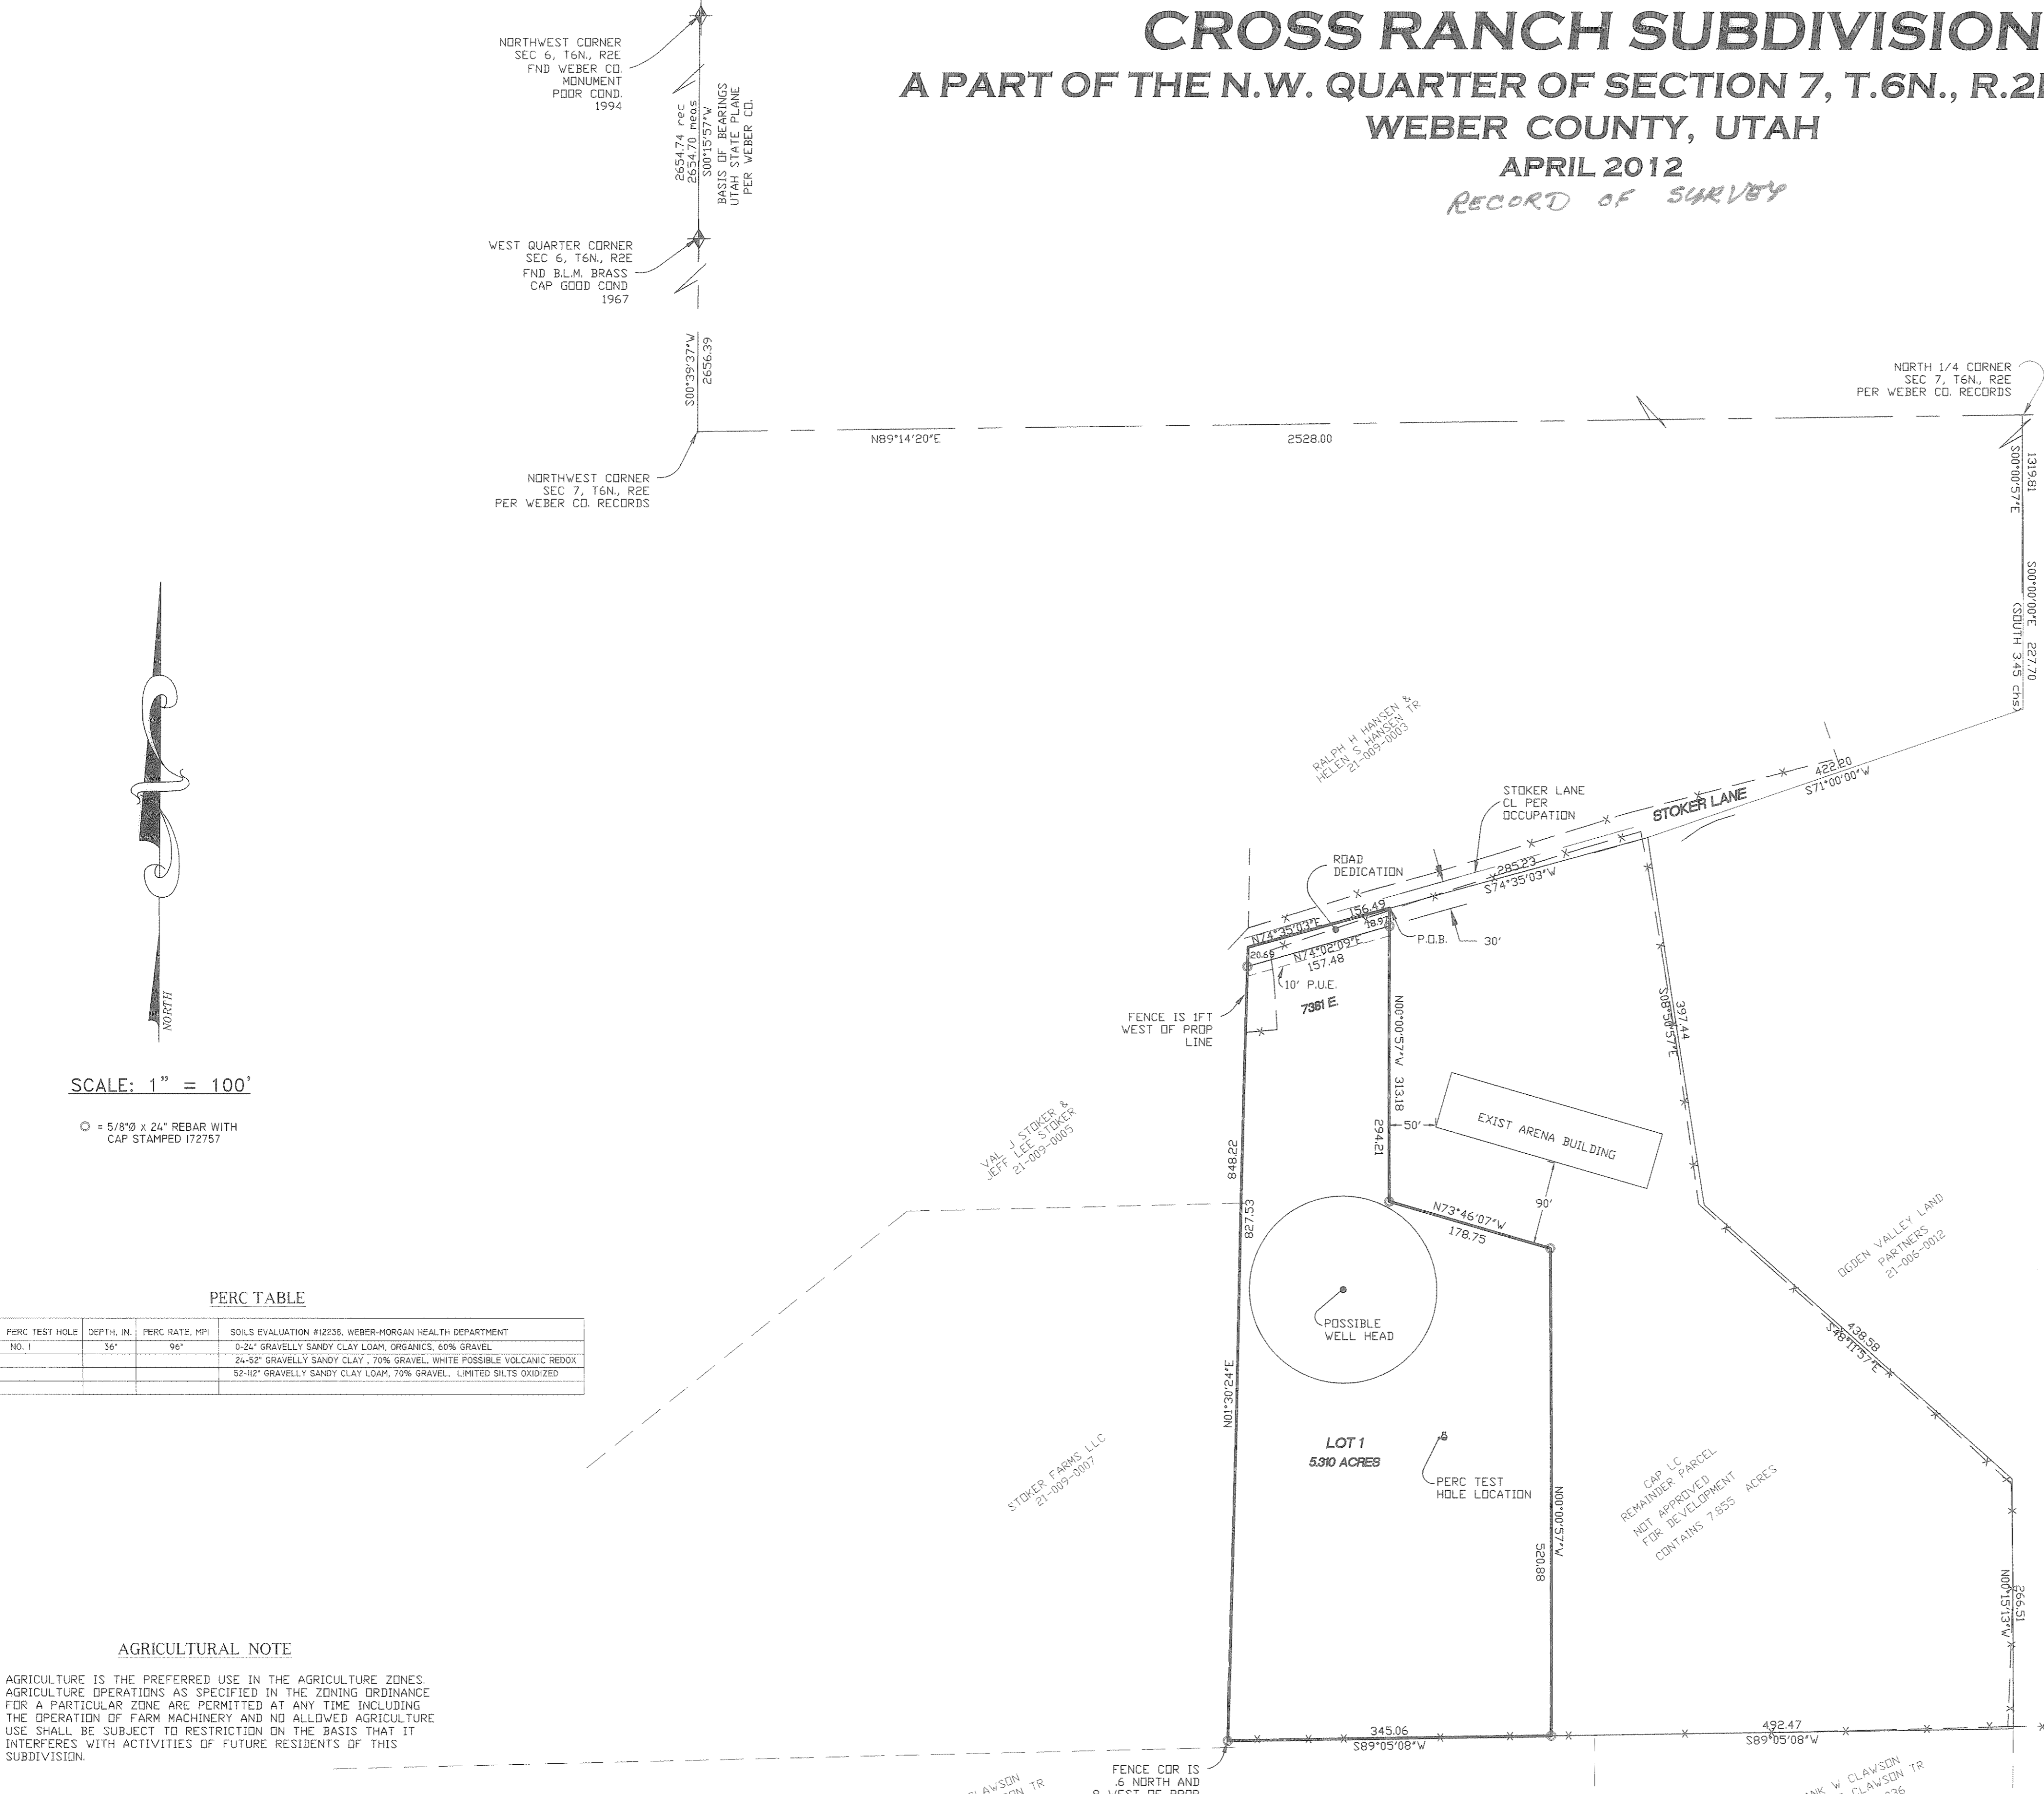 CROSS RANCH SUBDIVISION
A PART OF THE N.W. QUARTER OF SECTION 7, T.6N., R.2
WEBER COUNTY, UTAH
APRIL 2012
RECORD OF SURVEY
NORTHWEST CORNER
SEC 6, T6N., R2E
FND WEBER CO.
MONUMENT
POOR COND.
1994
2654.74 rec
2654.70 meas
S00°15'57"W
BASIS OF BEARINGS
UTAH STATE PLANE
PER WEBER CO.
WEST QUARTER CORNER
SEC 6, T6N., R2E
FND B.L.M. BRASS
CAP GOOD COND
1967
S00°39'37"W
2656.39
NORTH 1/4 CORNER
SEC 7, T6N., R2E
PER WEBER CO. RECORDS
N89°14'20"E
2528.00
NORTHWEST CORNER
SEC 7, T6N., R2E
PER WEBER CO. RECORDS
1319.81
S00°00'57"E
S00°00'00"E 227.70
(SOUTH 3.45 chs)
NORTH
SCALE: 1" = 100'
= 5/8"Ø x 24" REBAR WITH
CAP STAMPED 172757
RALPH H HANSEN &
HELEN S HANSEN TR
21-009-0003
STOKER LANE
CL PER
OCCUPATION
STOKER LANE
422.20
S71°00'00"W
ROAD
DEDICATION
285.23
S74°35'03"W
156.49
N74°35'03"E
18.97
20.69
N74°02'09"E
157.48
P.O.B.
30'
10' P.U.E.
7381 E.
FENCE IS 1FT
WEST OF PROP
LINE
N00°00'57"W 313.18
294.21
50'
EXIST ARENA BUILDING
90'
397.44
S08°50'57"E
VAL J STOKER &
JEFF LEE STOKER
21-009-0005
848.22
827.53
N73°46'07"W
178.75
OGDEN VALLEY LAND
PARTNERS
21-006-0012
POSSIBLE
WELL HEAD
438.58
S48°11'57"E
N01°30'24"E
PERC TABLE
PERC TEST HOLE DEPTH, IN. PERC RATE, MPI SOILS EVALUATION #12238, WEBER-MORGAN HEALTH DEPARTMENT
NO. 1 36" 96" 0-24" GRAVELLY SANDY CLAY LOAM, ORGANICS, 60% GRAVEL
24-52" GRAVELLY SANDY CLAY , 70% GRAVEL, WHITE POSSIBLE VOLCANIC REDOX
52-112" GRAVELLY SANDY CLAY LOAM, 70% GRAVEL, LIMITED SILTS OXIDIZED
STOKER FARMS LLC
21-009-0007
LOT 1
5.310 ACRES
PERC TEST
HOLE LOCATION
CAP LC
REMAINDER PARCEL
NOT APPROVED
FOR DEVELOPMENT
CONTAINS 7.855 ACRES
N00°00'57"W
520.88
266.51
N00°15'13"W
AGRICULTURAL NOTE
AGRICULTURE IS THE PREFERRED USE IN THE AGRICULTURE ZONES.
AGRICULTURE OPERATIONS AS SPECIFIED IN THE ZONING ORDINANCE
FOR A PARTICULAR ZONE ARE PERMITTED AT ANY TIME INCLUDING
THE OPERATION OF FARM MACHINERY AND NO ALLOWED AGRICULTURE
USE SHALL BE SUBJECT TO RESTRICTION ON THE BASIS THAT IT
INTERFERES WITH ACTIVITIES OF FUTURE RESIDENTS OF THIS
SUBDIVISION.
345.06
S89°05'08"W
492.47
S89°05'08"W
FENCE COR IS
.6 NORTH AND
CLAWSON
TR
W CLAWSON
CLAWSON TR